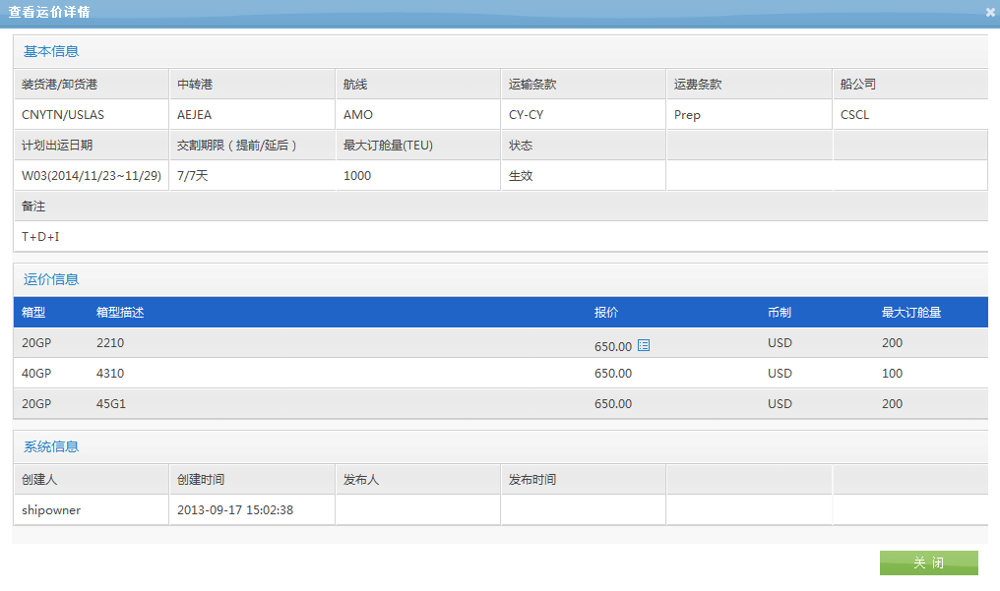 查看运价详情
基本信息
装货港/卸货港 中转港 航线 运输条款 运费条款 船公司
CNYTN/USLAS AEJEA AMO CY-CY Prep CSCL
计划出运日期 交割期限（提前/延后） 最大订舱量(TEU) 状态
W03(2014/11/23~11/29) 7/7天 1000 生效
备注
T+D+I
运价信息
箱型 箱型描述 报价 币制 最大订舱量
20GP 2210 650.00 USD 200
40GP 4310 650.00 USD 100
20GP 45G1 650.00 USD 200
系统信息
创建人 创建时间 发布人 发布时间
shipowner 2013-09-17 15:02:38
关 闭